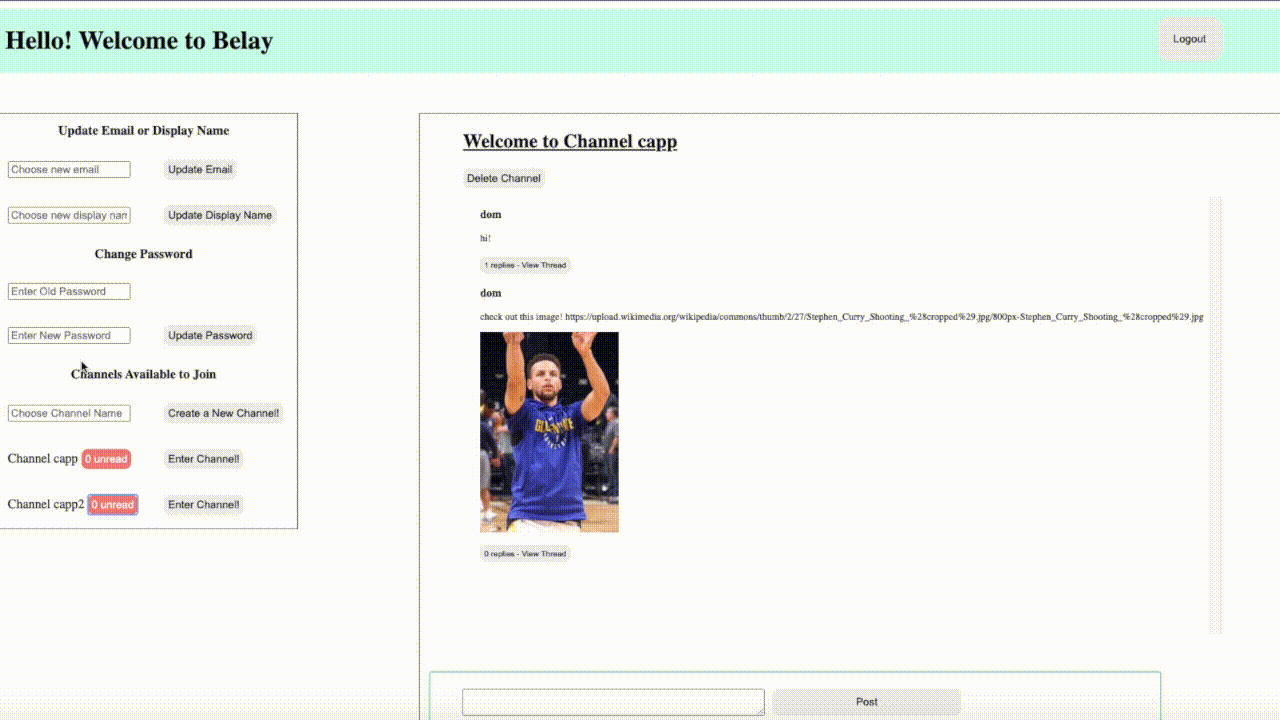 Hello! Welcome to Belay
Logout
Update Email or Display Name
Choose new email
Update Email
Choose new display nam
Update Display Name
Change Password
Enter Old Password
Enter New Password
Update Password
Channels Available to Join
Choose Channel Name
Create a New Channel!
Channel capp
0 unread
Enter Channel!
Channel capp2
0 unread
Enter Channel!
Welcome to Channel capp
Delete Channel
dom
hi!
1 replies - View Thread
dom
check out this image! https://upload.wikimedia.org/wikipedia/commons/thumb/2/27/Stephen_Curry_Shooting_%28cropped%29.jpg/800px-Stephen_Curry_Shooting_%28cropped%29.jpg
0 replies - View Thread
Post